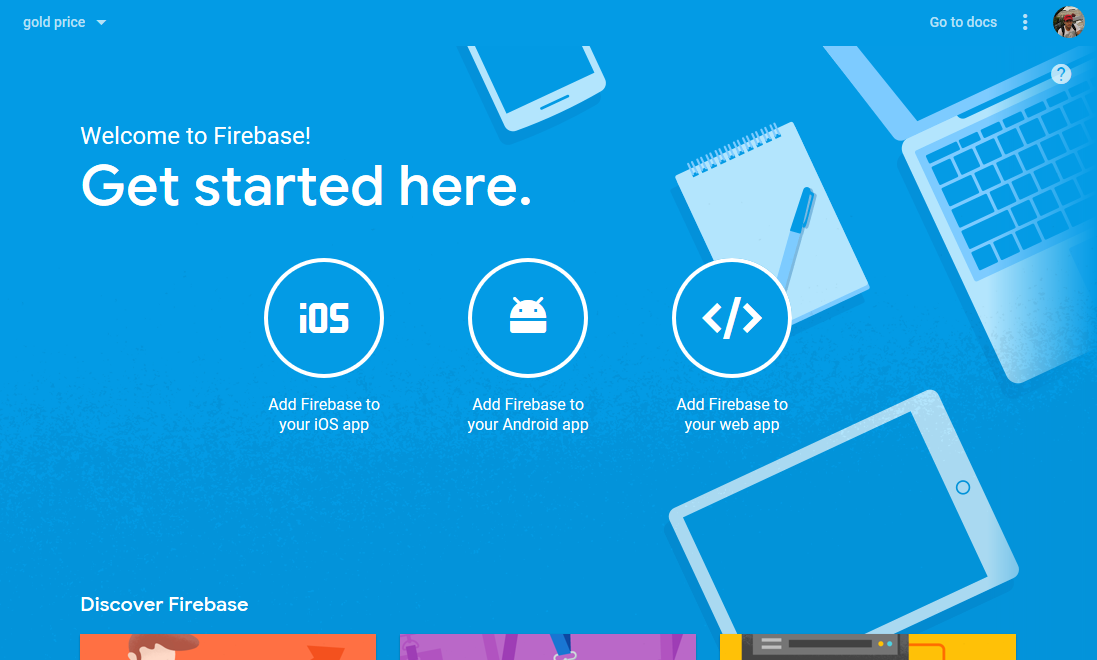 gold price
Go to docs
?
Welcome to Firebase!
Get started here.
iOS
</>
Add Firebase to
your iOS app
Add Firebase to
your Android app
Add Firebase to
your web app
Discover Firebase